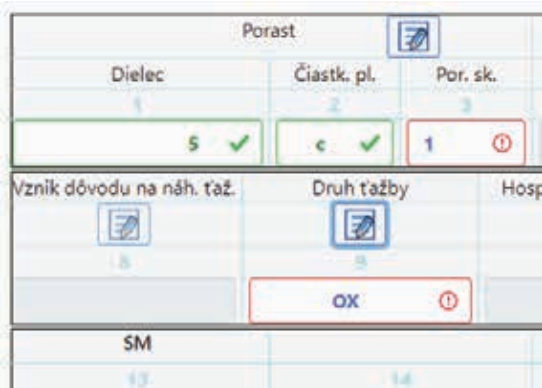 Porast
Dielec Čiastk. pl. Por. sk.
1 2 3
5 c 1
Vznik dôvodu na náh. ťaž. Druh ťažby Hosp
8 9
OX
SM
13 14